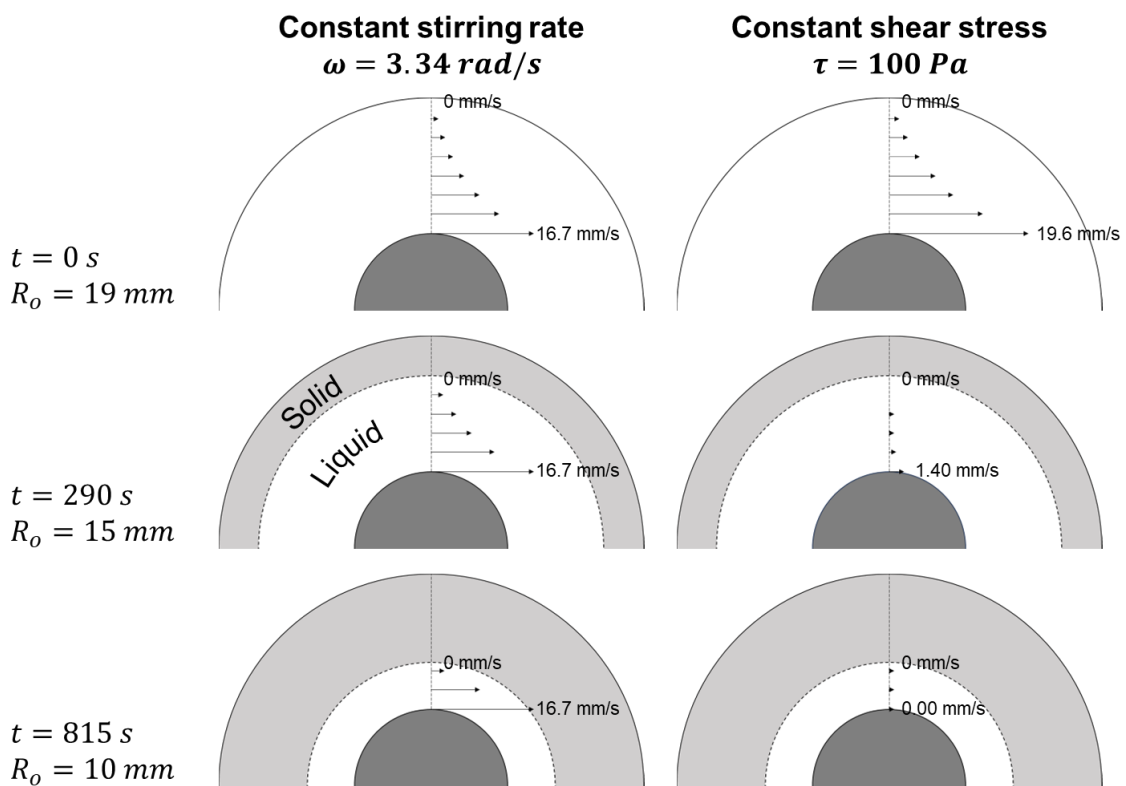 Constant stirring rate
ω = 3.34 rad/s
Constant shear stress
τ = 100 Pa
t = 0 s
R_o = 19 mm
0 mm/s
16.7 mm/s
0 mm/s
19.6 mm/s
t = 290 s
R_o = 15 mm
Solid
Liquid
0 mm/s
16.7 mm/s
0 mm/s
1.40 mm/s
t = 815 s
R_o = 10 mm
0 mm/s
16.7 mm/s
0 mm/s
0 00 mm/s